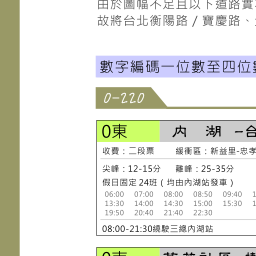 由於圖幅不足且以下道路實
故將台北衡陽路／寶慶路、
數字編碼一位數至四位數
0-220
0東 內 湖 –台
收費：二段票 緩衝區：新益里-忠孝
尖峰：12-15分 離峰：25-35分
假日固定24班（均由內湖站發車）
06:00 07:00 08:00 08:50 09:40 1
13:30 14:00 14:30 15:00 15:30 1
19:50 20:40 21:40 22:30
08:00-21:30繞駛三總內湖站
0東